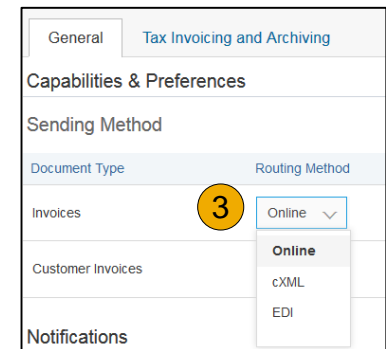 General Tax Invoicing and Archiving
Capabilities & Preferences
Sending Method
Document Type Routing Method
Invoices 3 Online
Online
Customer Invoices
cXML
EDI
Notifications